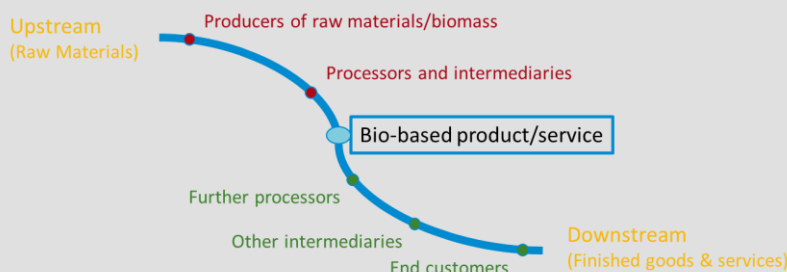 Upstream
(Raw Materials)
Producers of raw materials/biomass
Processors and intermediaries
Bio-based product/service
Further processors
Other intermediaries
End customers
Downstream
(Finished goods & services)